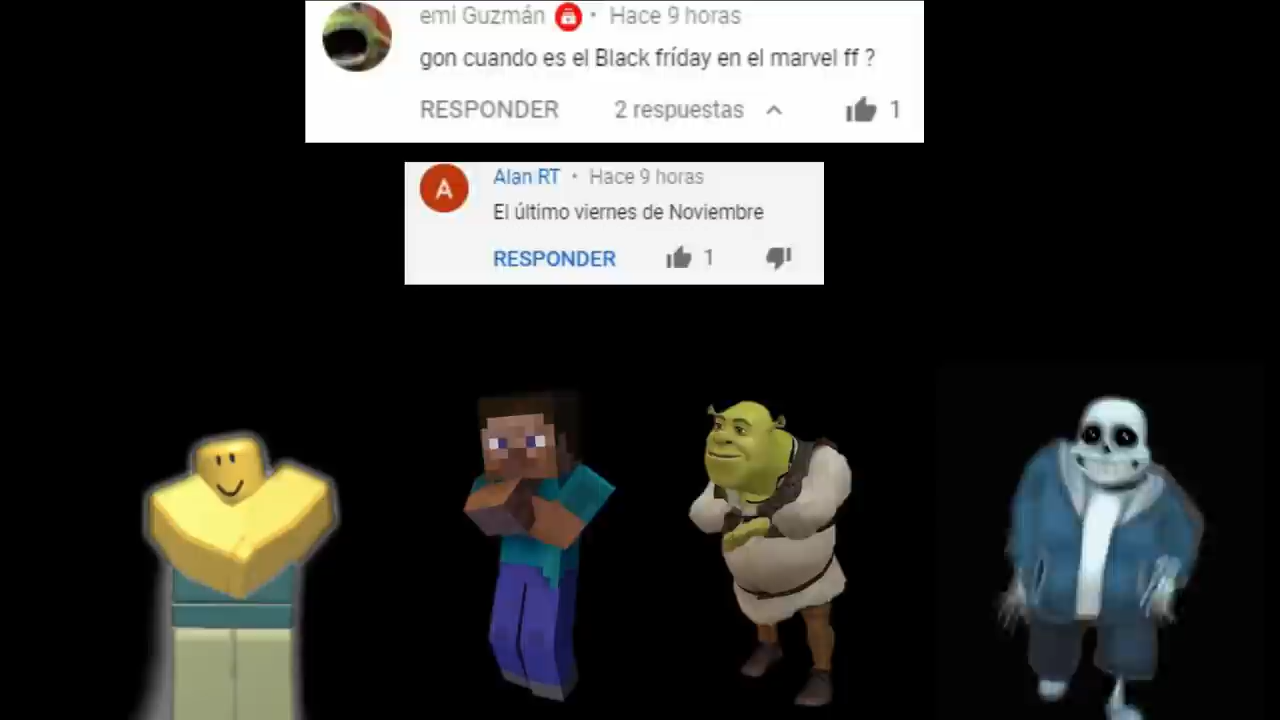 emi Guzmán · Hace 9 horas
gon cuando es el Black fríday en el marvel ff ?
RESPONDER 2 respuestas 1
A Alan RT · Hace 9 horas
El último viernes de Noviembre
RESPONDER 1